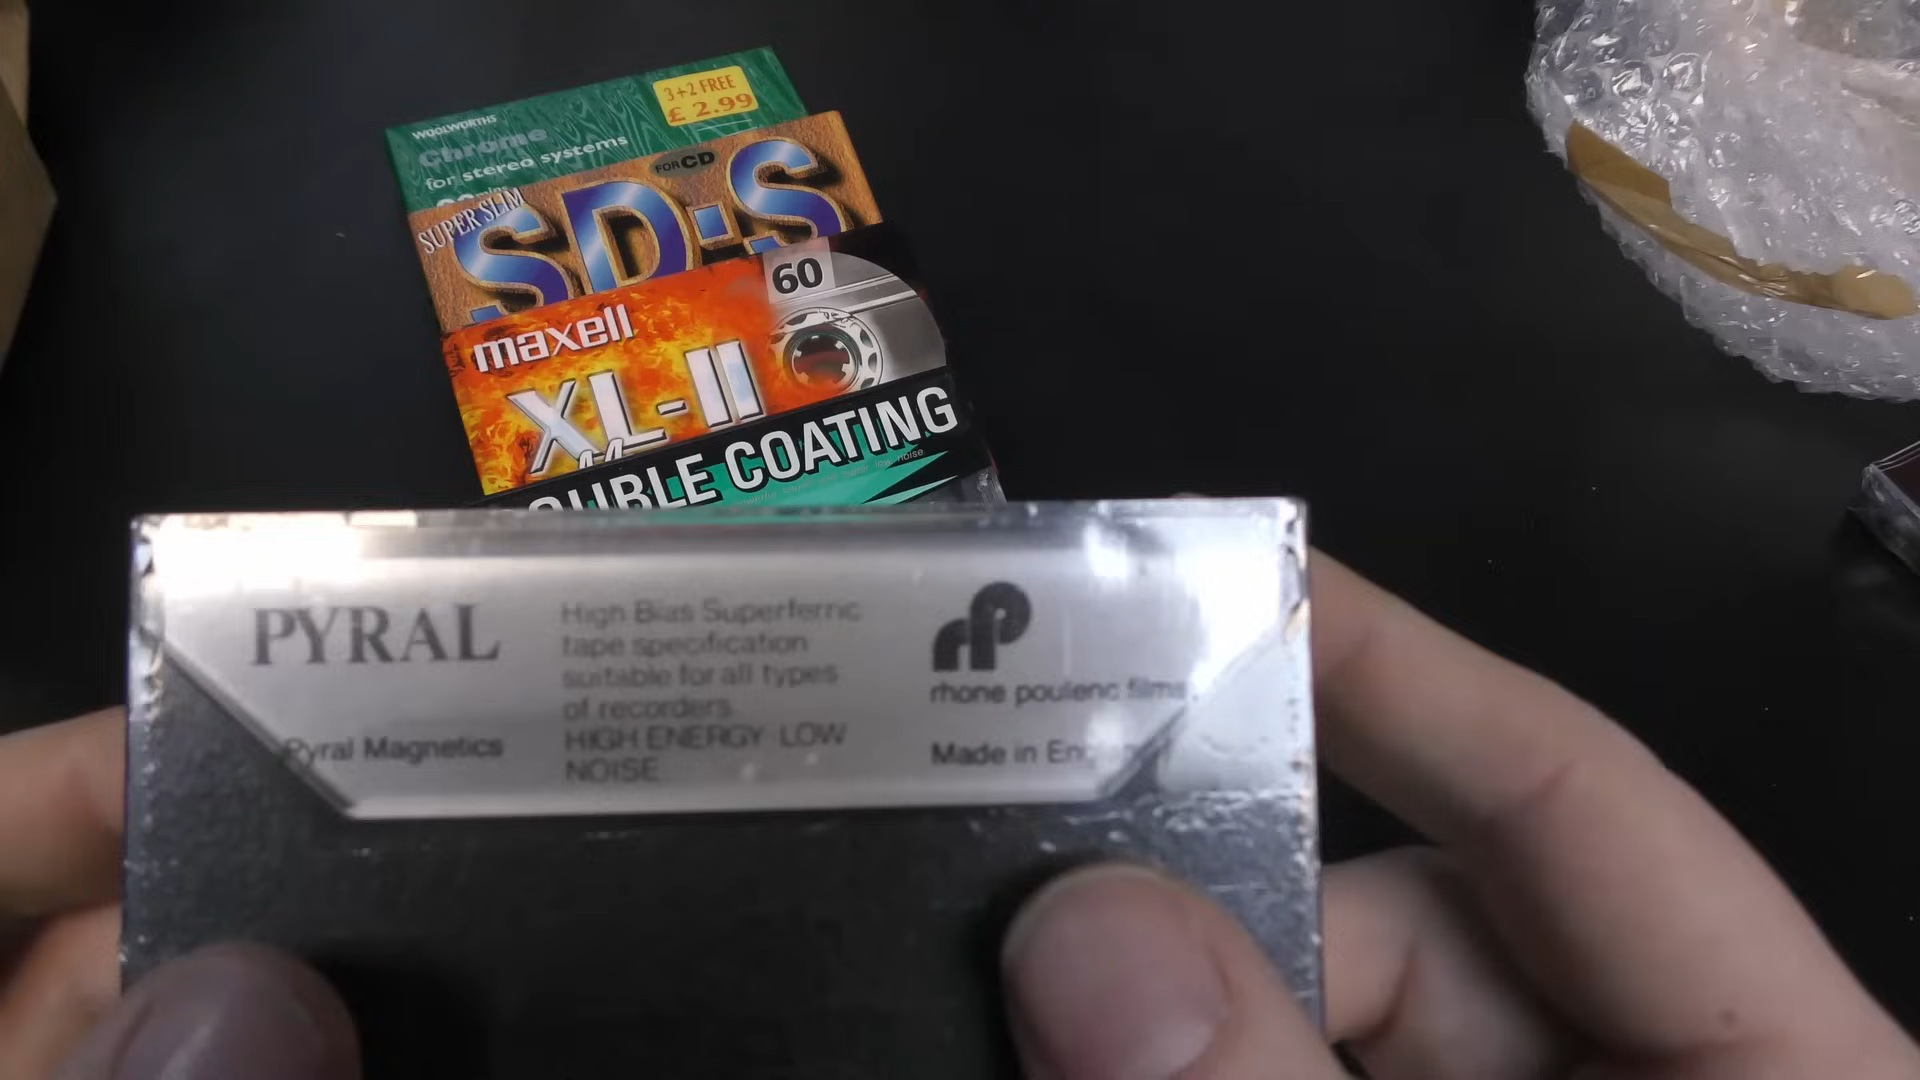 WOOLWORTHS
3+2 FREE
£ 2.99
Chrome
for stereo systems
SUPER SLIM
FOR CD
SD·S
60
maxell
XL-II
OUBLE COATING
PYRAL
Pyral Magnetics
High Bias Superferric
tape specification
suitable for all types
of recorders
HIGH ENERGY LOW
NOISE
rp
rhone poulenc films
Made in En